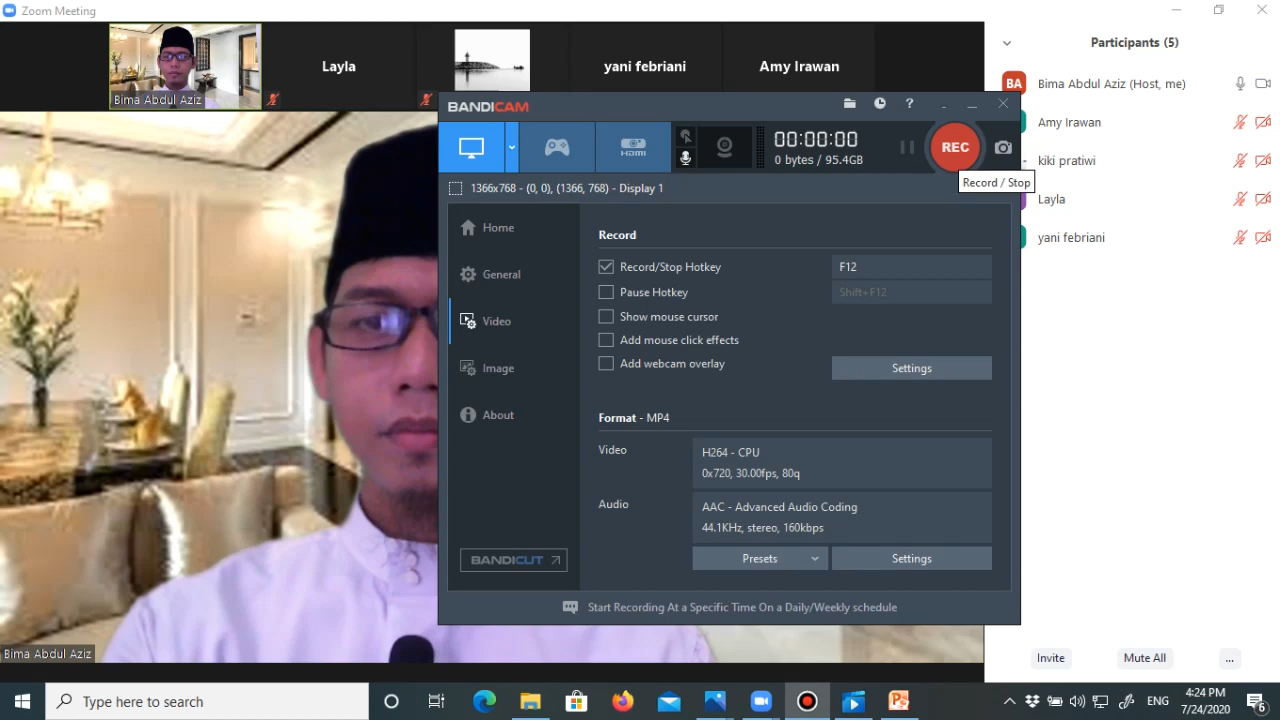 Zoom Meeting
Bima Abdul Aziz
Layla
yani febriani
Amy Irawan
Participants (5)
BA
Bima Abdul Aziz (Host, me)
Amy Irawan
kiki pratiwi
Layla
yani febriani
BANDICAM
?
HDMI
00:00:00
0 bytes / 95.4GB
REC
Record / Stop
1366x768 - (0, 0), (1366, 768) - Display 1
Home
General
Video
Image
About
BANDICUT
Record
Record/Stop Hotkey
F12
Pause Hotkey
Shift+F12
Show mouse cursor
Add mouse click effects
Add webcam overlay
Settings
Format - MP4
Video
H264 - CPU
0x720, 30.00fps, 80q
Audio
AAC - Advanced Audio Coding
44.1KHz, stereo, 160kbps
Presets
Settings
Start Recording At a Specific Time On a Daily/Weekly schedule
Bima Abdul Aziz
Invite
Mute All
...
Type here to search
ENG
4:24 PM
7/24/2020
6